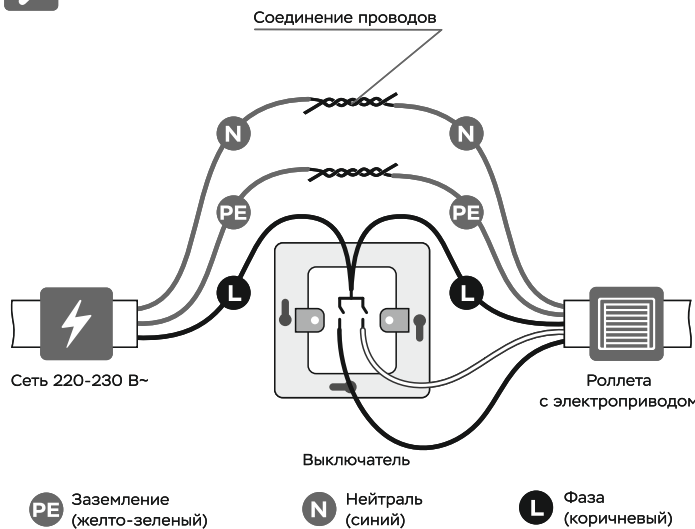 Соединение проводов
N
N
PE
PE
L
L
Сеть 220-230 В~
Роллета
с электроприводом
Выключатель
PE
Заземление
(желто-зеленый)
N
Нейтраль
(синий)
L
Фаза
(коричневый)